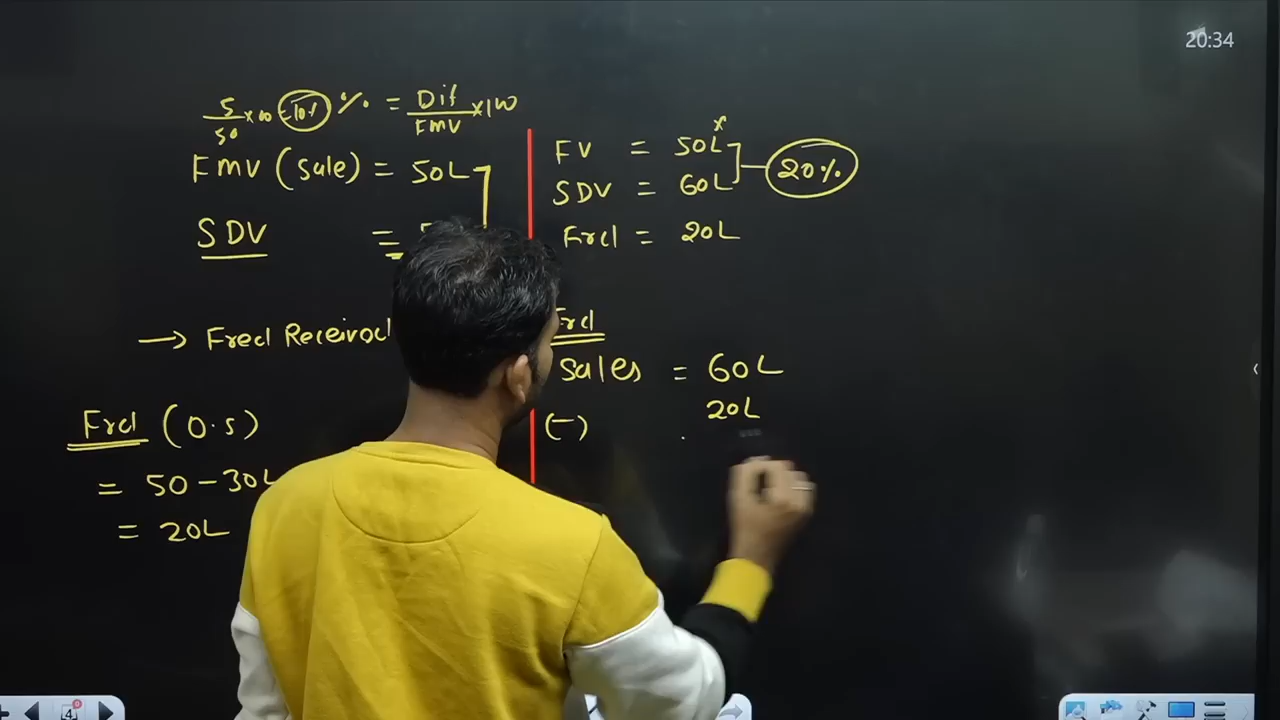 20:34
5/50 × 100 = 10% % = Dif/FMV × 100
FMV (sale) = 50L
SDV = 5
→ Fred Received
Frd (O.S)
= 50 - 30L
= 20L
FV = 50L x
SDV = 60L
20%
Frd = 20L
Frd
Sales = 60L
(-) 20L
4